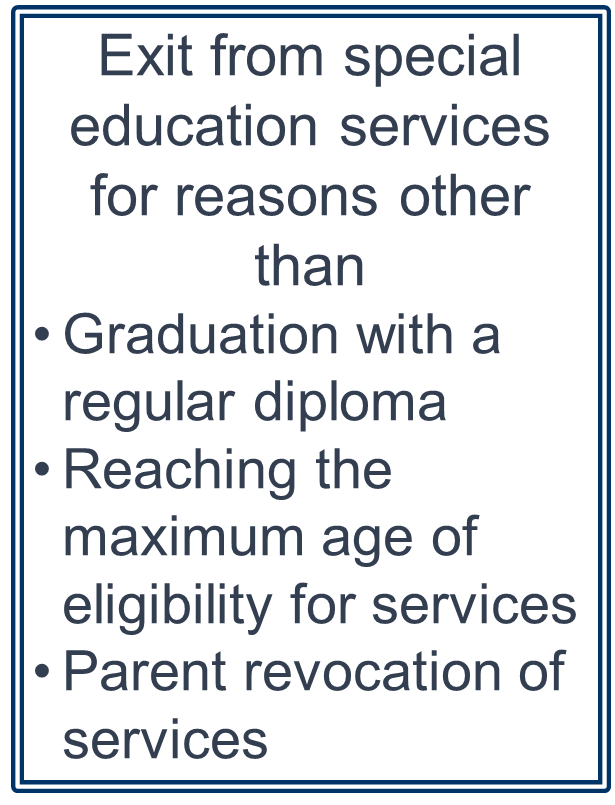 Exit from special
education services
for reasons other
than
• Graduation with a
regular diploma
• Reaching the
maximum age of
eligibility for services
• Parent revocation of
services